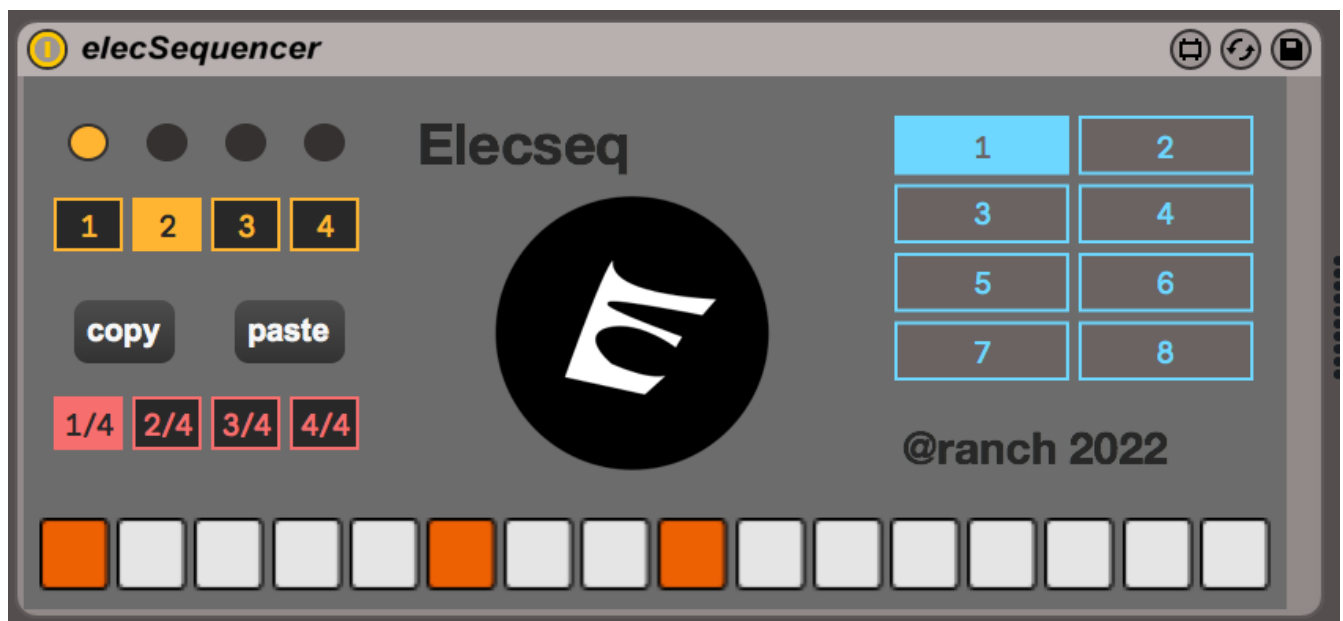 elecSequencer
Elecseq
1 2 3 4
copy paste
1/4 2/4 3/4 4/4
E
1 2
3 4
5 6
7 8
@ranch 2022